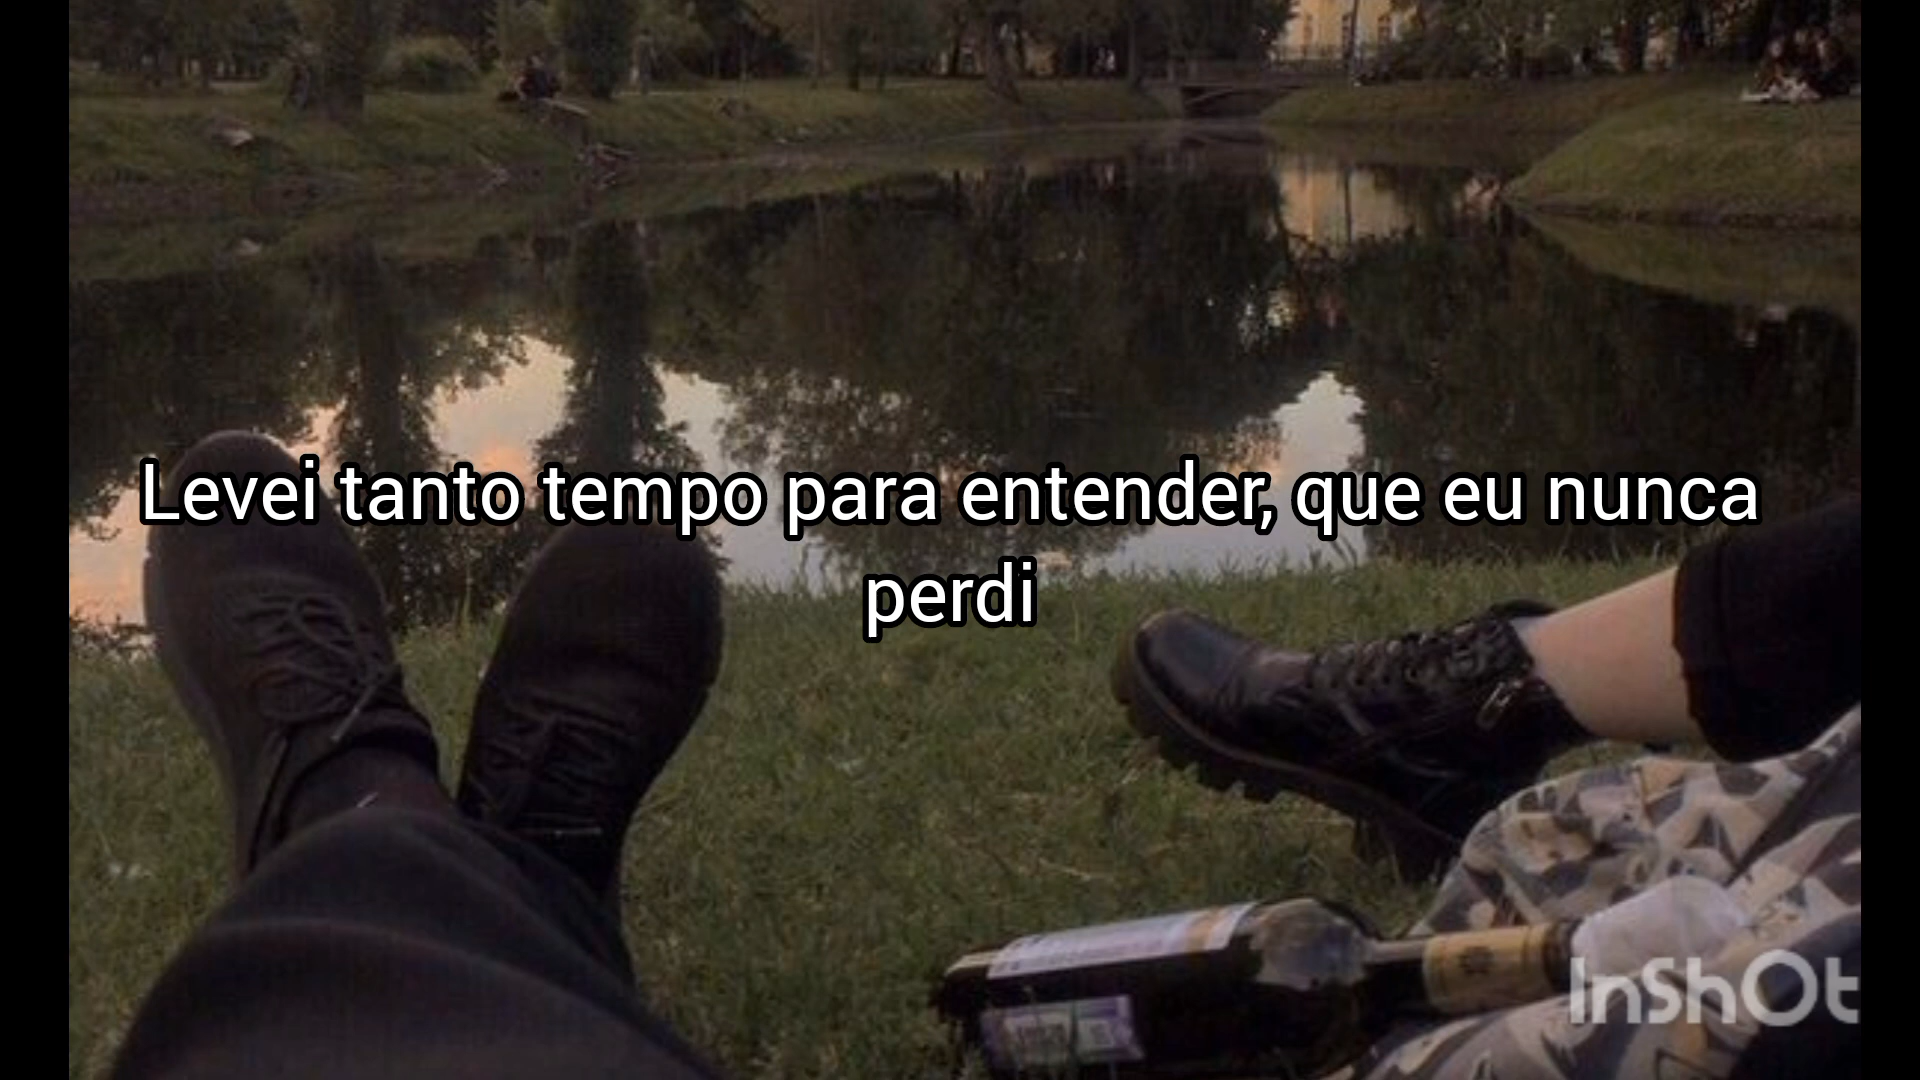 Levei tanto tempo para entender, que eu nunca
perdi
InShOt